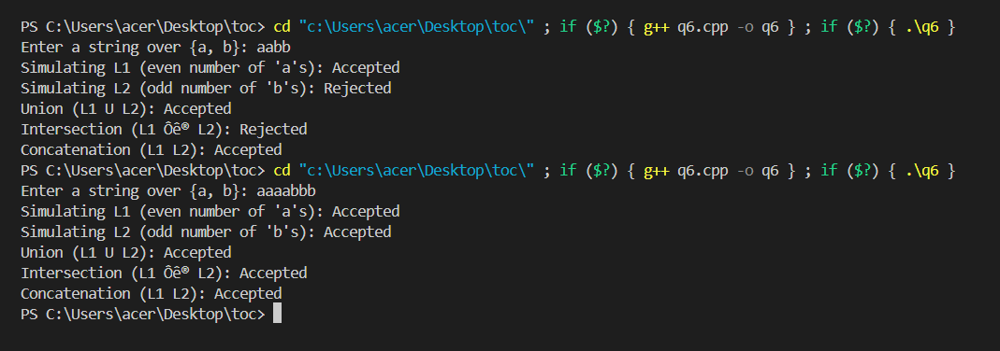 PS C:\Users\acer\Desktop\toc> cd "c:\Users\acer\Desktop\toc\" ; if ($?) { g++ q6.cpp -o q6 } ; if ($?) { .\q6 }
Enter a string over {a, b}: aabb
Simulating L1 (even number of 'a's): Accepted
Simulating L2 (odd number of 'b's): Rejected
Union (L1 U L2): Accepted
Intersection (L1 Ôê® L2): Rejected
Concatenation (L1 L2): Accepted
PS C:\Users\acer\Desktop\toc> cd "c:\Users\acer\Desktop\toc\" ; if ($?) { g++ q6.cpp -o q6 } ; if ($?) { .\q6 }
Enter a string over {a, b}: aaaabbb
Simulating L1 (even number of 'a's): Accepted
Simulating L2 (odd number of 'b's): Accepted
Union (L1 U L2): Accepted
Intersection (L1 Ôê® L2): Accepted
Concatenation (L1 L2): Accepted
PS C:\Users\acer\Desktop\toc>